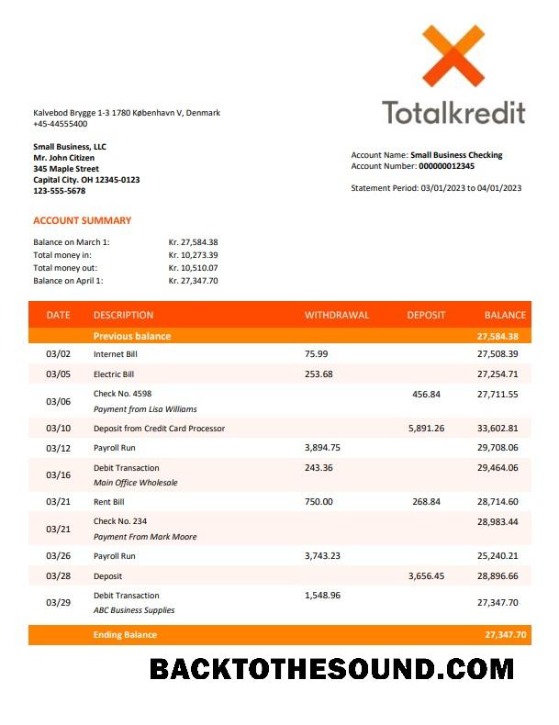 Totalkredit
Kalvebod Brygge 1-3 1780 København V, Denmark
+45-44555400
Small Business, LLC
Mr. John Citizen
345 Maple Street
Capital City. OH 12345-0123
123-555-5678
Account Name: Small Business Checking
Account Number: 000000012345
Statement Period: 03/01/2023 to 04/01/2023
ACCOUNT SUMMARY
Balance on March 1: Kr. 27,584.38
Total money in: Kr. 10,273.39
Total money out: Kr. 10,510.07
Balance on April 1: Kr. 27,347.70
DATE DESCRIPTION WITHDRAWAL DEPOSIT BALANCE
Previous balance 27,584.38
03/02 Internet Bill 75.99 27,508.39
03/05 Electric Bill 253.68 27,254.71
03/06 Check No. 4598 456.84 27,711.55
Payment from Lisa Williams
03/10 Deposit from Credit Card Processor 5,891.26 33,602.81
03/12 Payroll Run 3,894.75 29,708.06
03/16 Debit Transaction 243.36 29,464.06
Main Office Wholesale
03/21 Rent Bill 750.00 268.84 28,714.60
03/21 Check No. 234 28,983.44
Payment From Mark Moore
03/26 Payroll Run 3,743.23 25,240.21
03/28 Deposit 3,656.45 28,896.66
03/29 Debit Transaction 1,548.96 27,347.70
ABC Business Supplies
Ending Balance 27,347.70
BACKTOTHESOUND.COM